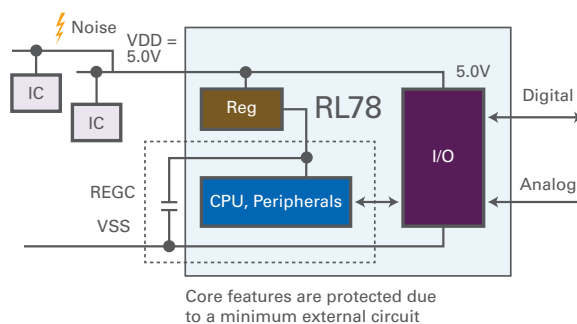 Noise
VDD =
5.0V
IC
IC
5.0V
Reg
RL78
Digital
I/O
REGC
CPU, Peripherals
Analog
VSS
Core features are protected due
to a minimum external circuit